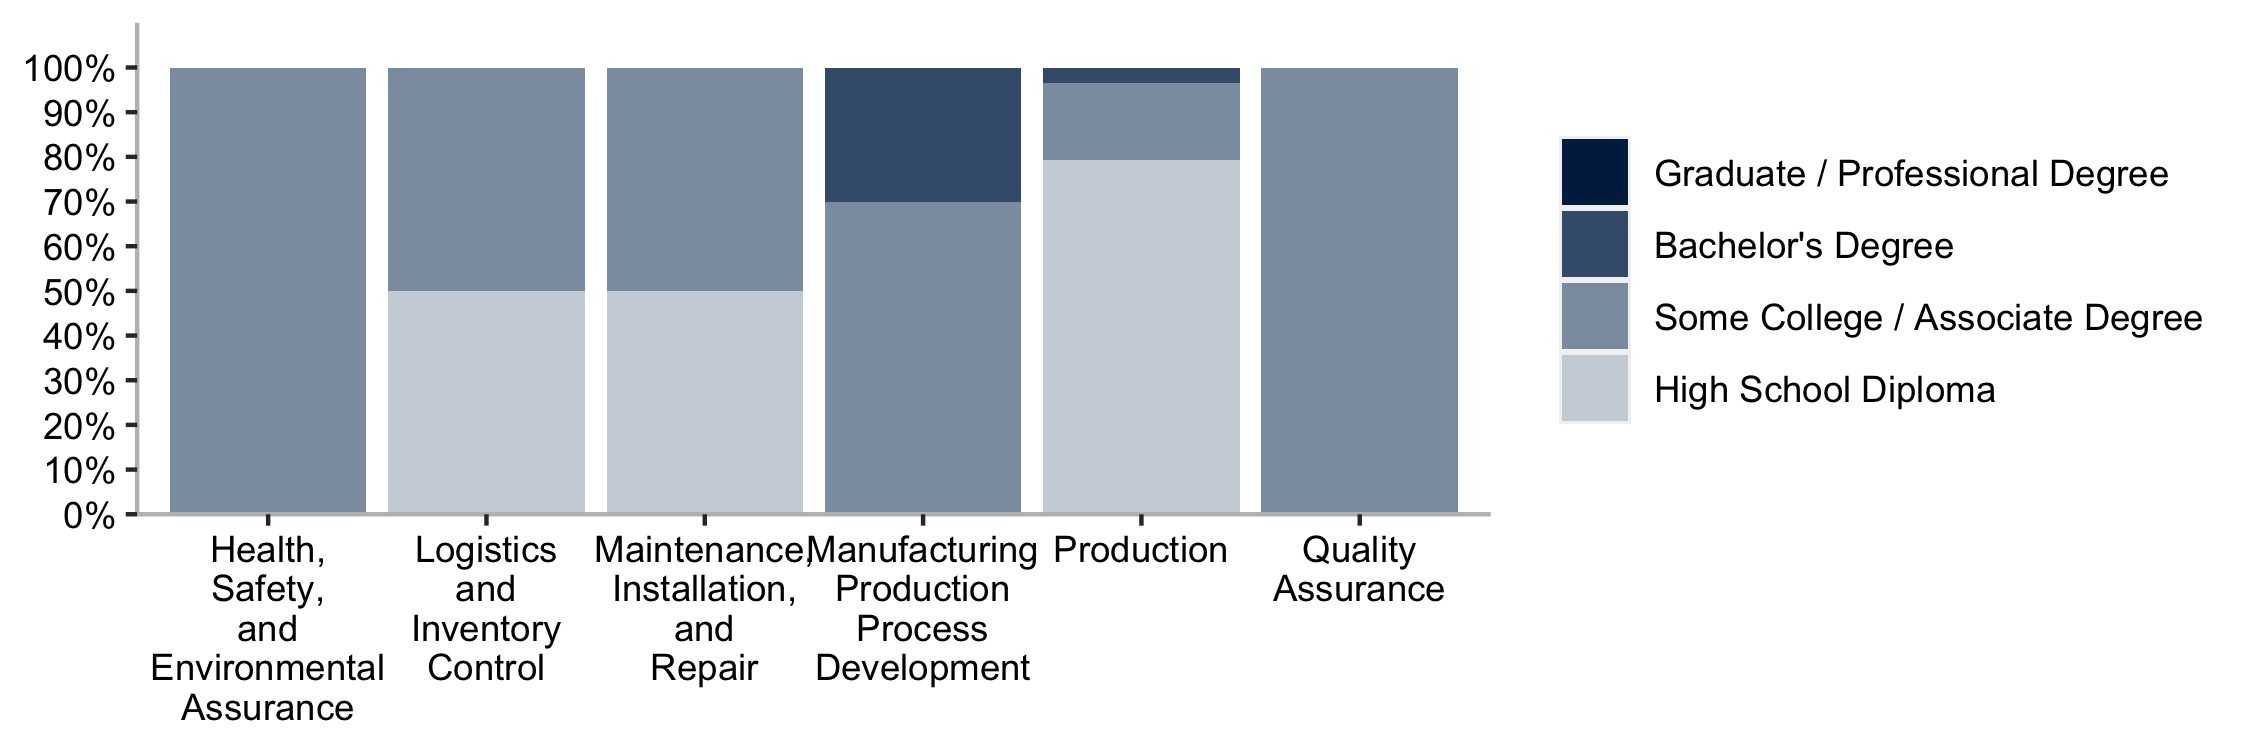 100%
90%
80%
70%
60%
50%
40%
30%
20%
10%
0%
Health,
Safety,
and
Environmental
Assurance
Logistics
and
Inventory
Control
Maintenance,
Installation,
and
Repair
Manufacturing
Production
Process
Development
Production
Quality
Assurance
Graduate / Professional Degree
Bachelor's Degree
Some College / Associate Degree
High School Diploma